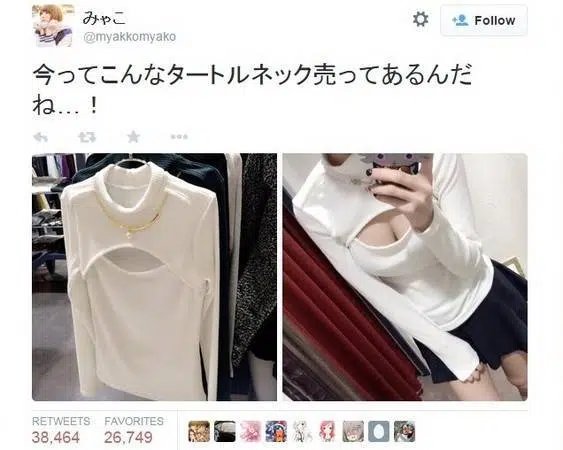 みゃこ
@myakkomyako
Follow
今ってこんなタートルネック売ってあるんだ
ね…！
RETWEETS FAVORITES
38,464 26,749